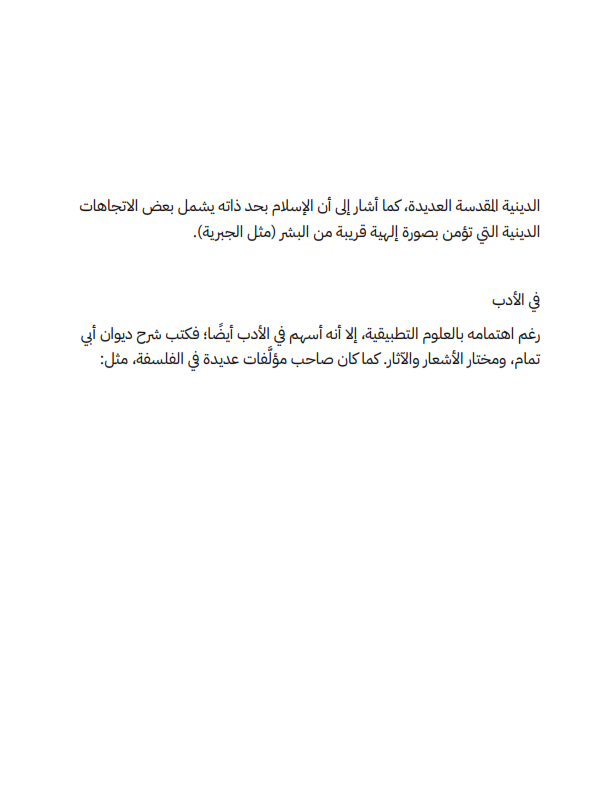 الدينية المقدسة العديدة، كما أشار إلى أن الإسلام بحد ذاته يشمل بعض الاتجاهات
الدينية التي تؤمن بصورة إلهية قريبة من البشر (مثل الجبرية).
في الأدب
رغم اهتمامه بالعلوم التطبيقية، إلا أنه أسهم في الأدب أيضًا؛ فكتب شرح ديوان أبي
تمام، ومختار الأشعار والآثار. كما كان صاحب مؤلَّفات عديدة في الفلسفة، مثل: